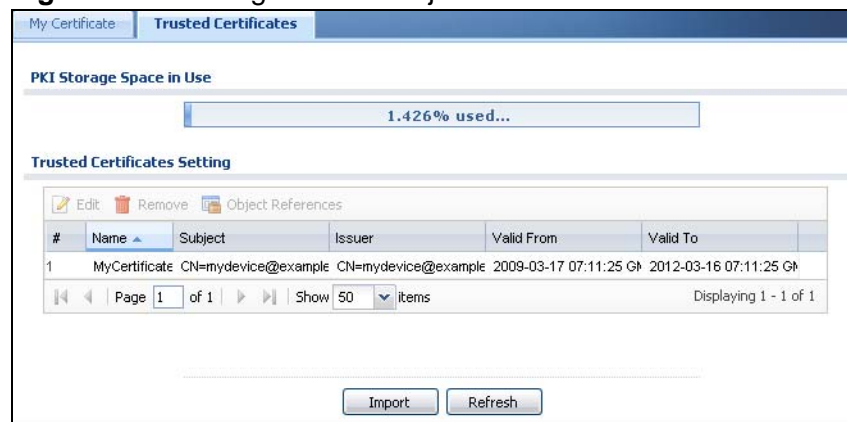 My Certificate Trusted Certificates
PKI Storage Space in Use
1.426% used...
Trusted Certificates Setting
Edit Remove Object References
# Name Subject Issuer Valid From Valid To
1 MyCertificate CN=mydevice@example CN=mydevice@example 2009-03-17 07:11:25 GM 2012-03-16 07:11:25 GM
Page 1 of 1 Show 50 items Displaying 1 - 1 of 1
Import Refresh